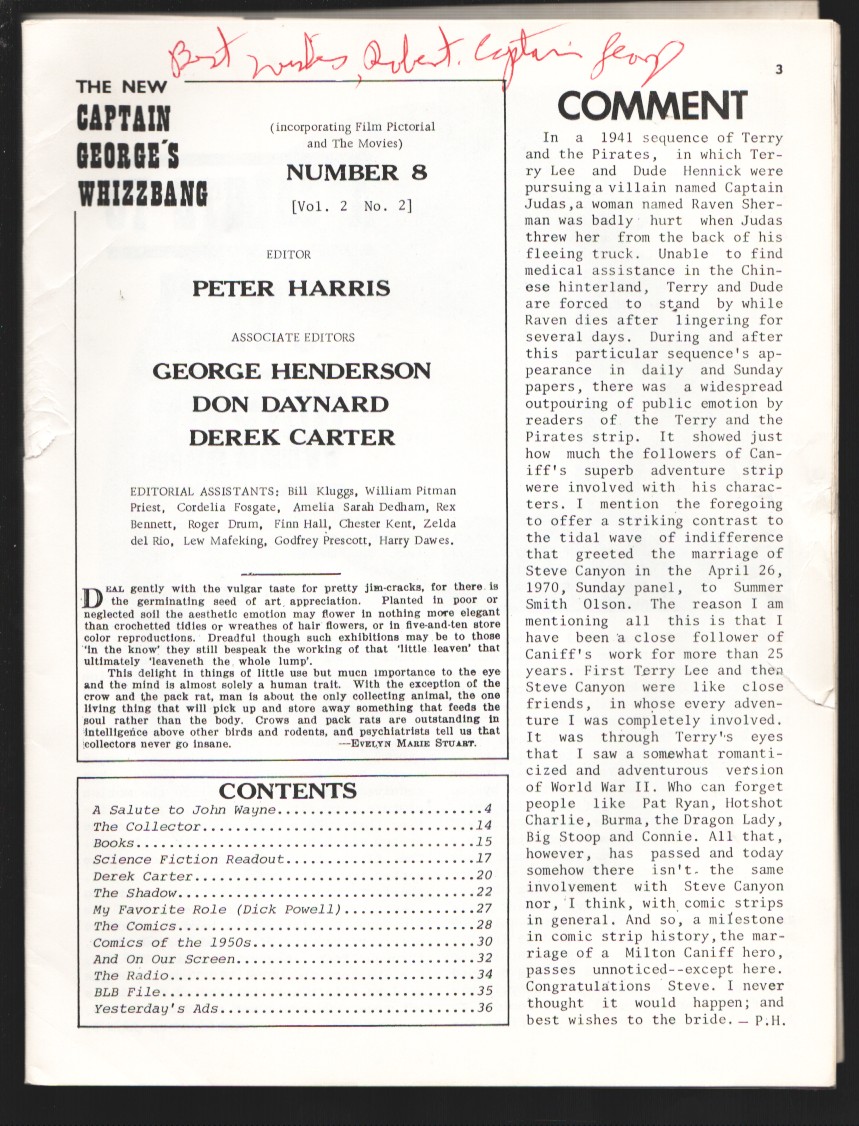 Best wishes, Robert. Captain George
3
THE NEW
CAPTAIN
GEORGE'S
WHIZZBANG
(incorporating Film Pictorial
and The Movies)
NUMBER 8
[Vol. 2 No. 2]
EDITOR
PETER HARRIS
ASSOCIATE EDITORS
GEORGE HENDERSON
DON DAYNARD
DEREK CARTER
EDITORIAL ASSISTANTS: Bill Kluggs, William Pitman
Priest, Cordelia Fosgate, Amelia Sarah Dedham, Rex
Bennett, Roger Drum, Finn Hall, Chester Kent, Zelda
del Rio, Lew Mafeking, Godfrey Prescott, Harry Dawes.
DEAL gently with the vulgar taste for pretty jim-cracks, for there is
the germinating seed of art appreciation. Planted in poor or
neglected soil the aesthetic emotion may flower in nothing more elegant
than crochetted tidies or wreathes of hair flowers, or in five-and-ten store
color reproductions. Dreadful though such exhibitions may be to those
'in the know' they still bespeak the working of that 'little leaven' that
ultimately 'leaveneth the whole lump'.
This delight in things of little use but much importance to the eye
and the mind is almost solely a human trait. With the exception of the
crow and the pack rat, man is about the only collecting animal, the one
living thing that will pick up and store away something that feeds the
soul rather than the body. Crows and pack rats are outstanding in
intelligence above other birds and rodents, and psychiatrists tell us that
collectors never go insane. —EVELYN MARIE STUART.
CONTENTS
A Salute to John Wayne..........................4
The Collector..................................14
Books..........................................15
Science Fiction Readout........................17
Derek Carter...................................20
The Shadow.....................................22
My Favorite Role (Dick Powell).................27
The Comics.....................................28
Comics of the 1950s............................30
And On Our Screen..............................32
The Radio......................................34
BLB File.......................................35
Yesterday's Ads................................36
COMMENT
In a 1941 sequence of Terry
and the Pirates, in which Ter-
ry Lee and Dude Hennick were
pursuing a villain named Captain
Judas, a woman named Raven Sher-
man was badly hurt when Judas
threw her from the back of his
fleeing truck. Unable to find
medical assistance in the Chin-
ese hinterland, Terry and Dude
are forced to stand by while
Raven dies after lingering for
several days. During and after
this particular sequence's ap-
pearance in daily and Sunday
papers, there was a widespread
outpouring of public emotion by
readers of the Terry and the
Pirates strip. It showed just
how much the followers of Can-
iff's superb adventure strip
were involved with his charac-
ters. I mention the foregoing
to offer a striking contrast to
the tidal wave of indifference
that greeted the marriage of
Steve Canyon in the April 26,
1970, Sunday panel, to Summer
Smith Olson. The reason I am
mentioning all this is that I
have been a close follower of
Caniff's work for more than 25
years. First Terry Lee and then
Steve Canyon were like close
friends, in whose every adven-
ture I was completely involved.
It was through Terry's eyes
that I saw a somewhat romanti-
cized and adventurous version
of World War II. Who can forget
people like Pat Ryan, Hotshot
Charlie, Burma, the Dragon Lady,
Big Stoop and Connie. All that,
however, has passed and today
somehow there isn't the same
involvement with Steve Canyon
nor, I think, with comic strips
in general. And so, a milestone
in comic strip history, the mar-
riage of a Milton Caniff hero,
passes unnoticed--except here.
Congratulations Steve. I never
thought it would happen; and
best wishes to the bride. — P.H.